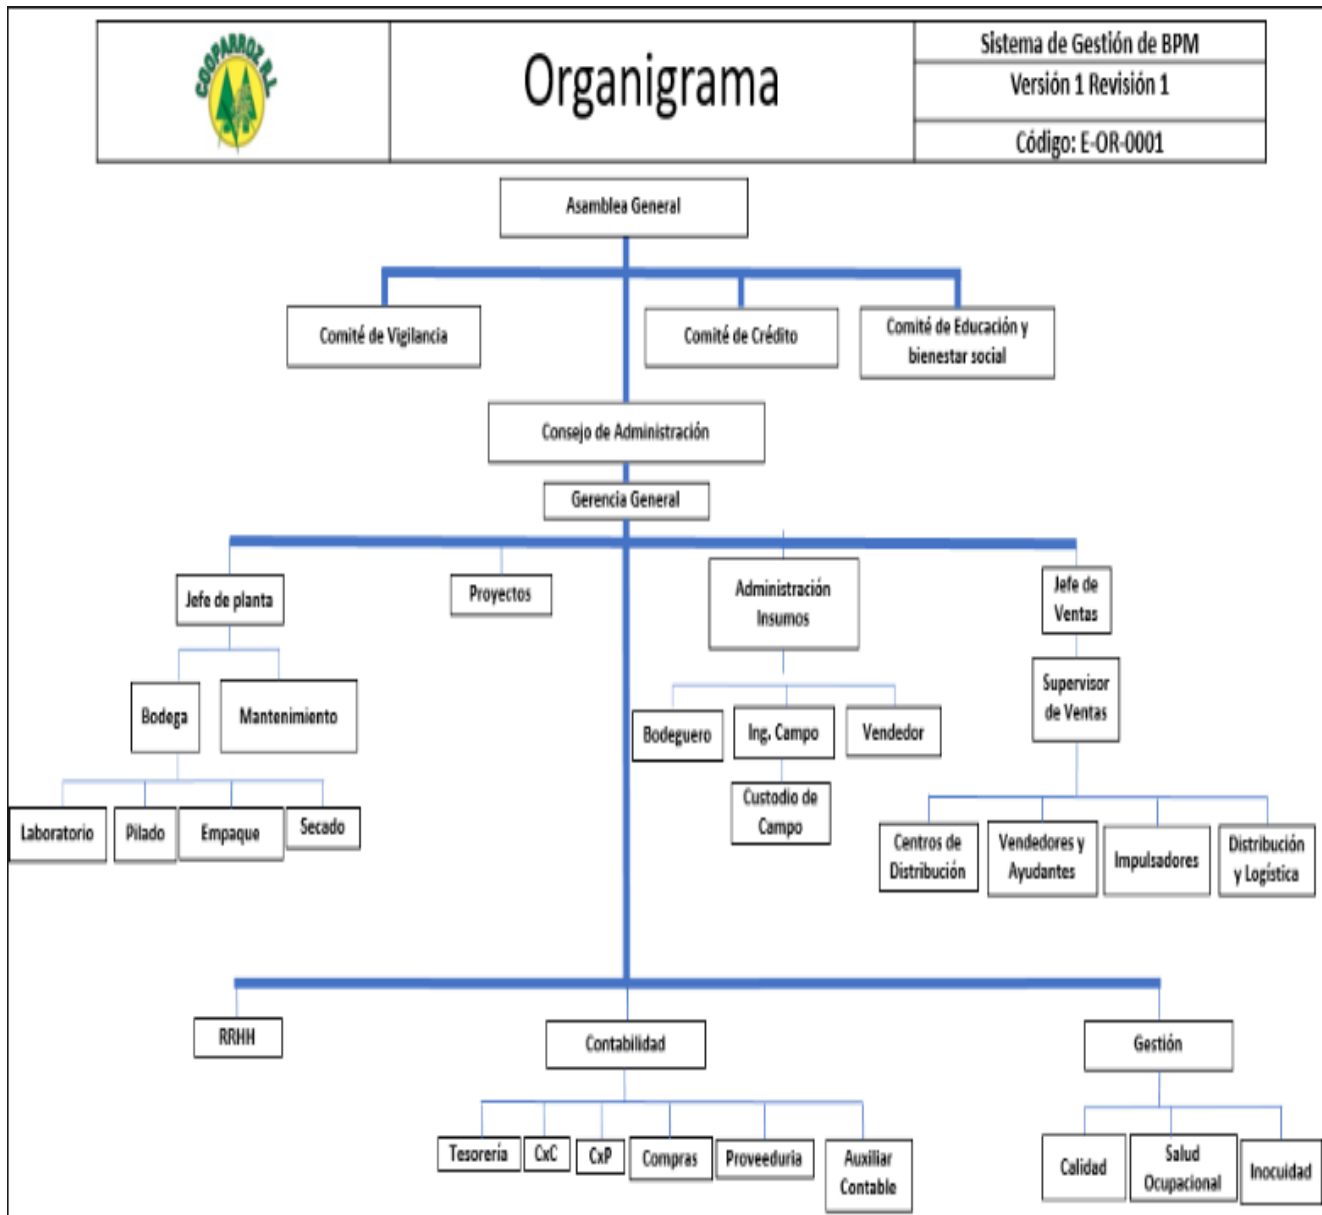 COOPARROZ R.L
Organigrama
Sistema de Gestión de BPM
Versión 1 Revisión 1
Código: E-OR-0001
Asamblea General
Comité de Vigilancia
Comité de Crédito
Comité de Educación y
bienestar social
Consejo de Administración
Gerencia General
Jefe de planta
Proyectos
Administración
Insumos
Jefe de
Ventas
Bodega
Mantenimiento
Bodeguero
Ing. Campo
Vendedor
Supervisor
de Ventas
Laboratorio
Pilado
Empaque
Secado
Custodio de
Campo
Centros de
Distribución
Vendedores y
Ayudantes
Impulsadores
Distribución
y Logística
RRHH
Contabilidad
Gestión
Tesorería
CxC
CxP
Compras
Proveeduria
Auxiliar
Contable
Calidad
Salud
Ocupacional
Inocuidad